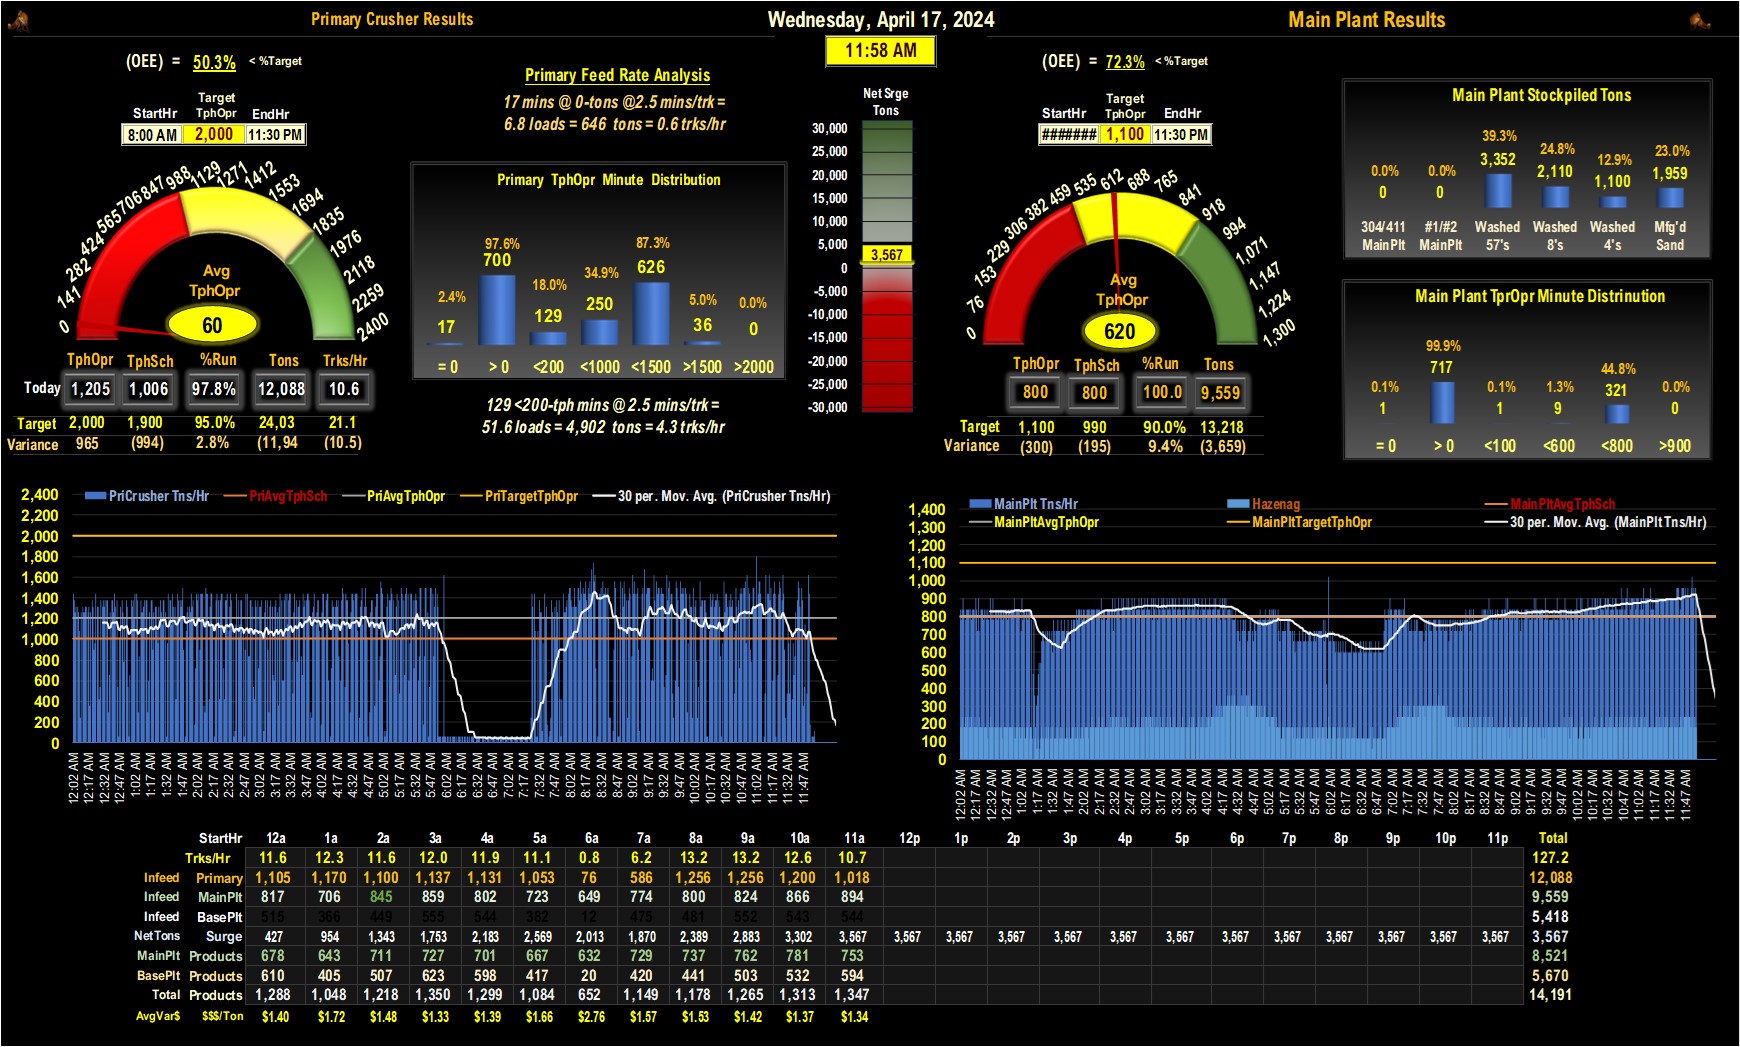 Primary Crusher Results
Wednesday, April 17, 2024
Main Plant Results
11:58 AM
(OEE) = 50.3% < %Target
StartHr Target TphOpr EndHr
8:00 AM 2,000 11:30 PM
0 141 282 424 565 706 847 988 1129 1271 1412 1553 1694 1835 1976 2118 2259 2400
Avg
TphOpr
60
TphOpr TphSch %Run Tons Trks/Hr
Today 1,205 1,006 97.8% 12,088 10.6
Target 2,000 1,900 95.0% 24,03 21.1
Variance 965 (994) 2.8% (11,94 (10.5)
Primary Feed Rate Analysis
17 mins @ 0-tons @2.5 mins/trk =
6.8 loads = 646 tons = 0.6 trks/hr
Primary TphOpr Minute Distribution
2.4% 97.6% 18.0% 34.9% 87.3% 5.0% 0.0%
17 700 129 250 626 36 0
= 0 > 0 <200 <1000 <1500 >1500 >2000
129 <200-tph mins @ 2.5 mins/trk =
51.6 loads = 4,902 tons = 4.3 trks/hr
Net Srge
Tons
30,000
25,000
20,000
15,000
10,000
5,000
3,567
0
-5,000
-10,000
-15,000
-20,000
-25,000
-30,000
(OEE) = 72.3% < %Target
StartHr Target TphOpr EndHr
####### 1,100 11:30 PM
0 76 153 229 306 382 459 535 612 688 765 841 918 994 1,071 1,147 1,224 1,300
Avg
TphOpr
620
TphOpr TphSch %Run Tons
800 800 100.0 9,559
Target 1,100 990 90.0% 13,218
Variance (300) (195) 9.4% (3,659)
Main Plant Stockpiled Tons
0.0% 0.0% 39.3% 24.8% 12.9% 23.0%
0 0 3,352 2,110 1,100 1,959
304/411 #1/#2 Washed Washed Washed Mfg'd
MainPlt MainPlt 57's 8's 4's Sand
Main Plant TprOpr Minute Distrinution
0.1% 99.9% 0.1% 1.3% 44.8% 0.0%
1 717 1 9 321 0
= 0 > 0 <100 <600 <800 >900
PriCrusher Tns/Hr PriAvgTphSch PriAvgTphOpr PriTargetTphOpr 30 per. Mov. Avg. (PriCrusher Tns/Hr)
2,400
2,200
2,000
1,800
1,600
1,400
1,200
1,000
800
600
400
200
0
12:02 AM 12:17 AM 12:32 AM 12:47 AM 1:02 AM 1:17 AM 1:32 AM 1:47 AM 2:02 AM 2:17 AM 2:32 AM 2:47 AM 3:02 AM 3:17 AM 3:32 AM 3:47 AM 4:02 AM 4:17 AM 4:32 AM 4:47 AM 5:02 AM 5:17 AM 5:32 AM 5:47 AM 6:02 AM 6:17 AM 6:32 AM 6:47 AM 7:02 AM 7:17 AM 7:32 AM 7:47 AM 8:02 AM 8:17 AM 8:32 AM 8:47 AM 9:02 AM 9:17 AM 9:32 AM 9:47 AM 10:02 AM 10:17 AM 10:32 AM 10:47 AM 11:02 AM 11:17 AM 11:32 AM 11:47 AM
MainPlt Tns/Hr Hazenag MainPltAvgTphSch
MainPltAvgTphOpr MainPltTargetTphOpr 30 per. Mov. Avg. (MainPlt Tns/Hr)
1,400
1,300
1,200
1,100
1,000
900
800
700
600
500
400
300
200
100
0
12:02 AM 12:17 AM 12:32 AM 12:47 AM 1:02 AM 1:17 AM 1:32 AM 1:47 AM 2:02 AM 2:17 AM 2:32 AM 2:47 AM 3:02 AM 3:17 AM 3:32 AM 3:47 AM 4:02 AM 4:17 AM 4:32 AM 4:47 AM 5:02 AM 5:17 AM 5:32 AM 5:47 AM 6:02 AM 6:17 AM 6:32 AM 6:47 AM 7:02 AM 7:17 AM 7:32 AM 7:47 AM 8:02 AM 8:17 AM 8:32 AM 8:47 AM 9:02 AM 9:17 AM 9:32 AM 9:47 AM 10:02 AM 10:17 AM 10:32 AM 10:47 AM 11:02 AM 11:17 AM 11:32 AM 11:47 AM
StartHr 12a 1a 2a 3a 4a 5a 6a 7a 8a 9a 10a 11a 12p 1p 2p 3p 4p 5p 6p 7p 8p 9p 10p 11p Total
Trks/Hr 11.6 12.3 11.6 12.0 11.9 11.1 0.8 6.2 13.2 13.2 12.6 10.7 127.2
Infeed Primary 1,105 1,170 1,100 1,137 1,131 1,053 76 586 1,256 1,256 1,200 1,018 12,088
Infeed MainPlt 817 706 845 859 802 723 649 774 800 824 866 894 9,559
Infeed BasePlt 515 366 449 555 544 382 12 475 481 552 543 544 5,418
NetTons Surge 427 954 1,343 1,753 2,183 2,569 2,013 1,870 2,389 2,883 3,302 3,567 3,567 3,567 3,567 3,567 3,567 3,567 3,567 3,567 3,567 3,567 3,567 3,567 3,567
MainPlt Products 678 643 711 727 701 667 632 729 737 762 781 753 8,521
BasePlt Products 610 405 507 623 598 417 20 420 441 503 532 594 5,670
Total Products 1,288 1,048 1,218 1,350 1,299 1,084 652 1,149 1,178 1,265 1,313 1,347 14,191
AvgVar$ $$$/Ton $1.40 $1.72 $1.48 $1.33 $1.39 $1.66 $2.76 $1.57 $1.53 $1.42 $1.37 $1.34